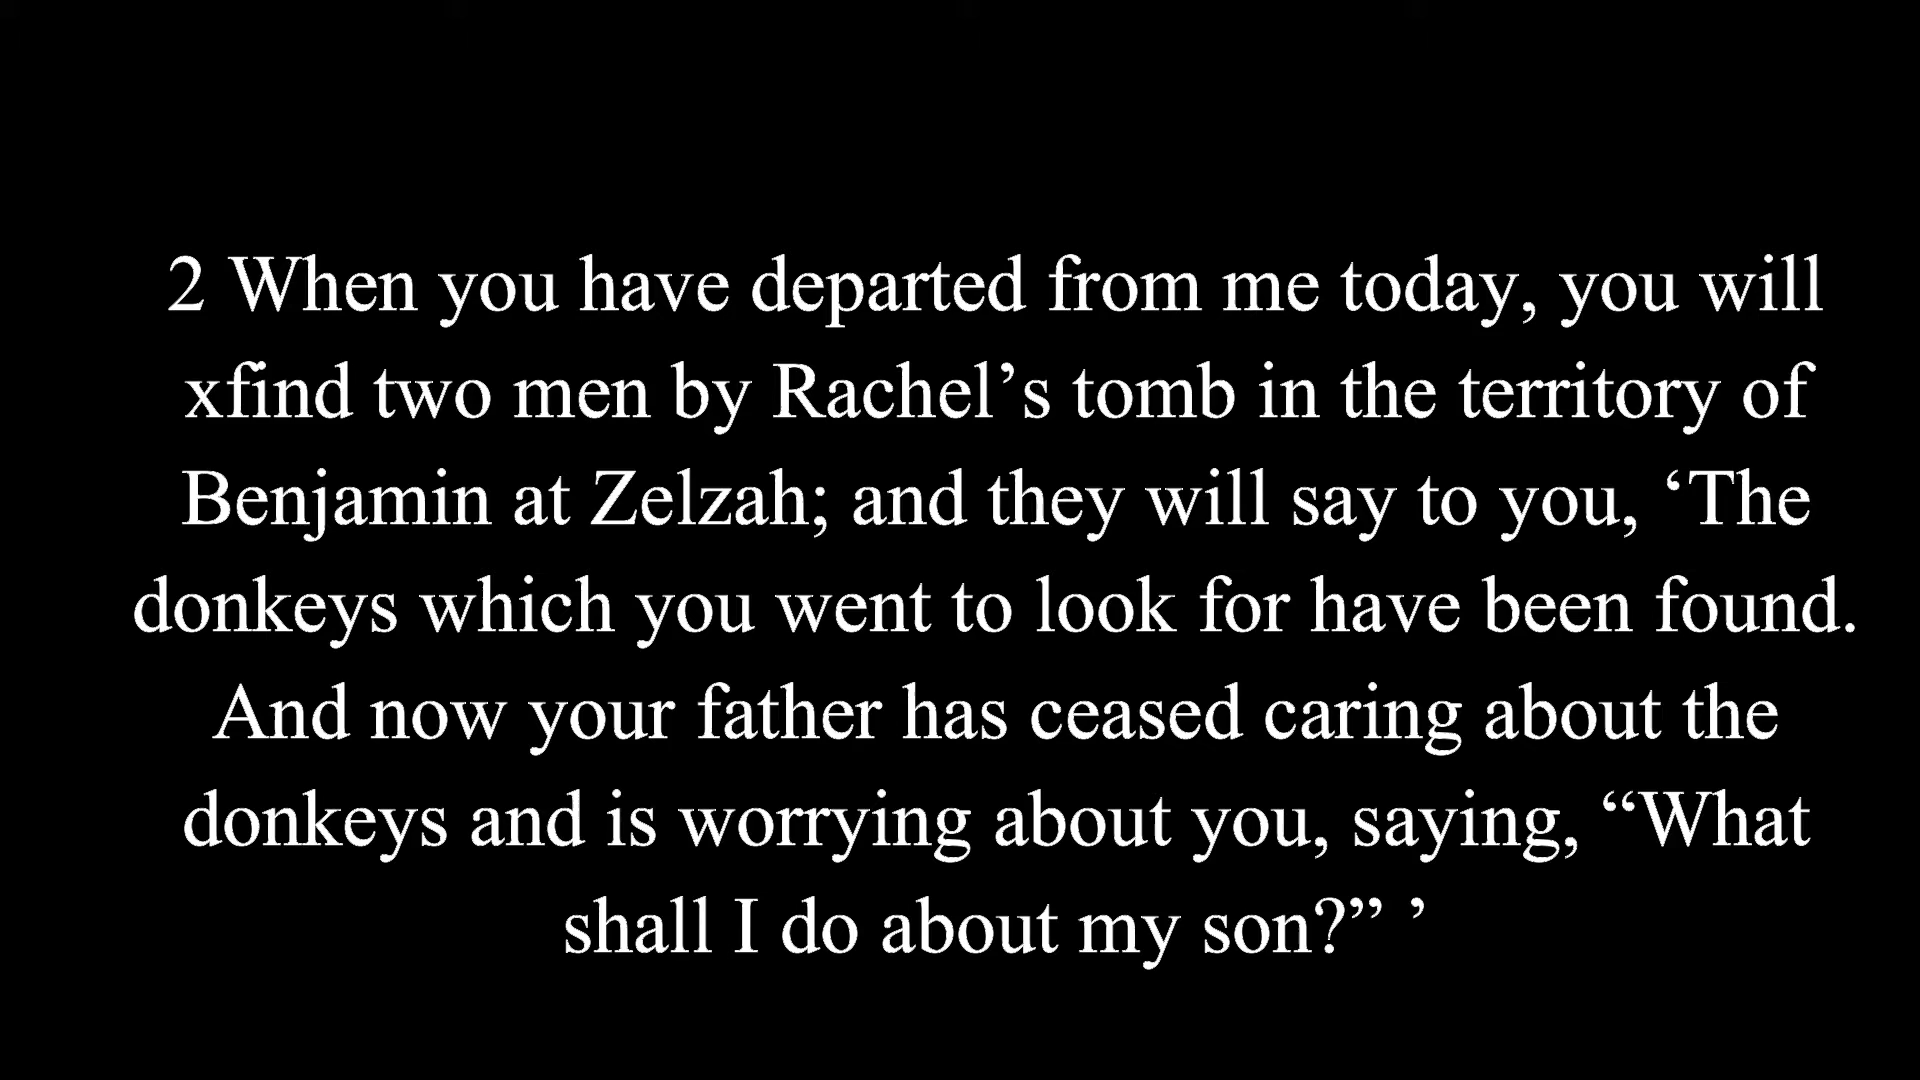 2 When you have departed from me today, you will
xfind two men by Rachel’s tomb in the territory of
Benjamin at Zelzah; and they will say to you, ‘The
donkeys which you went to look for have been found.
And now your father has ceased caring about the
donkeys and is worrying about you, saying, “What
shall I do about my son?” ’